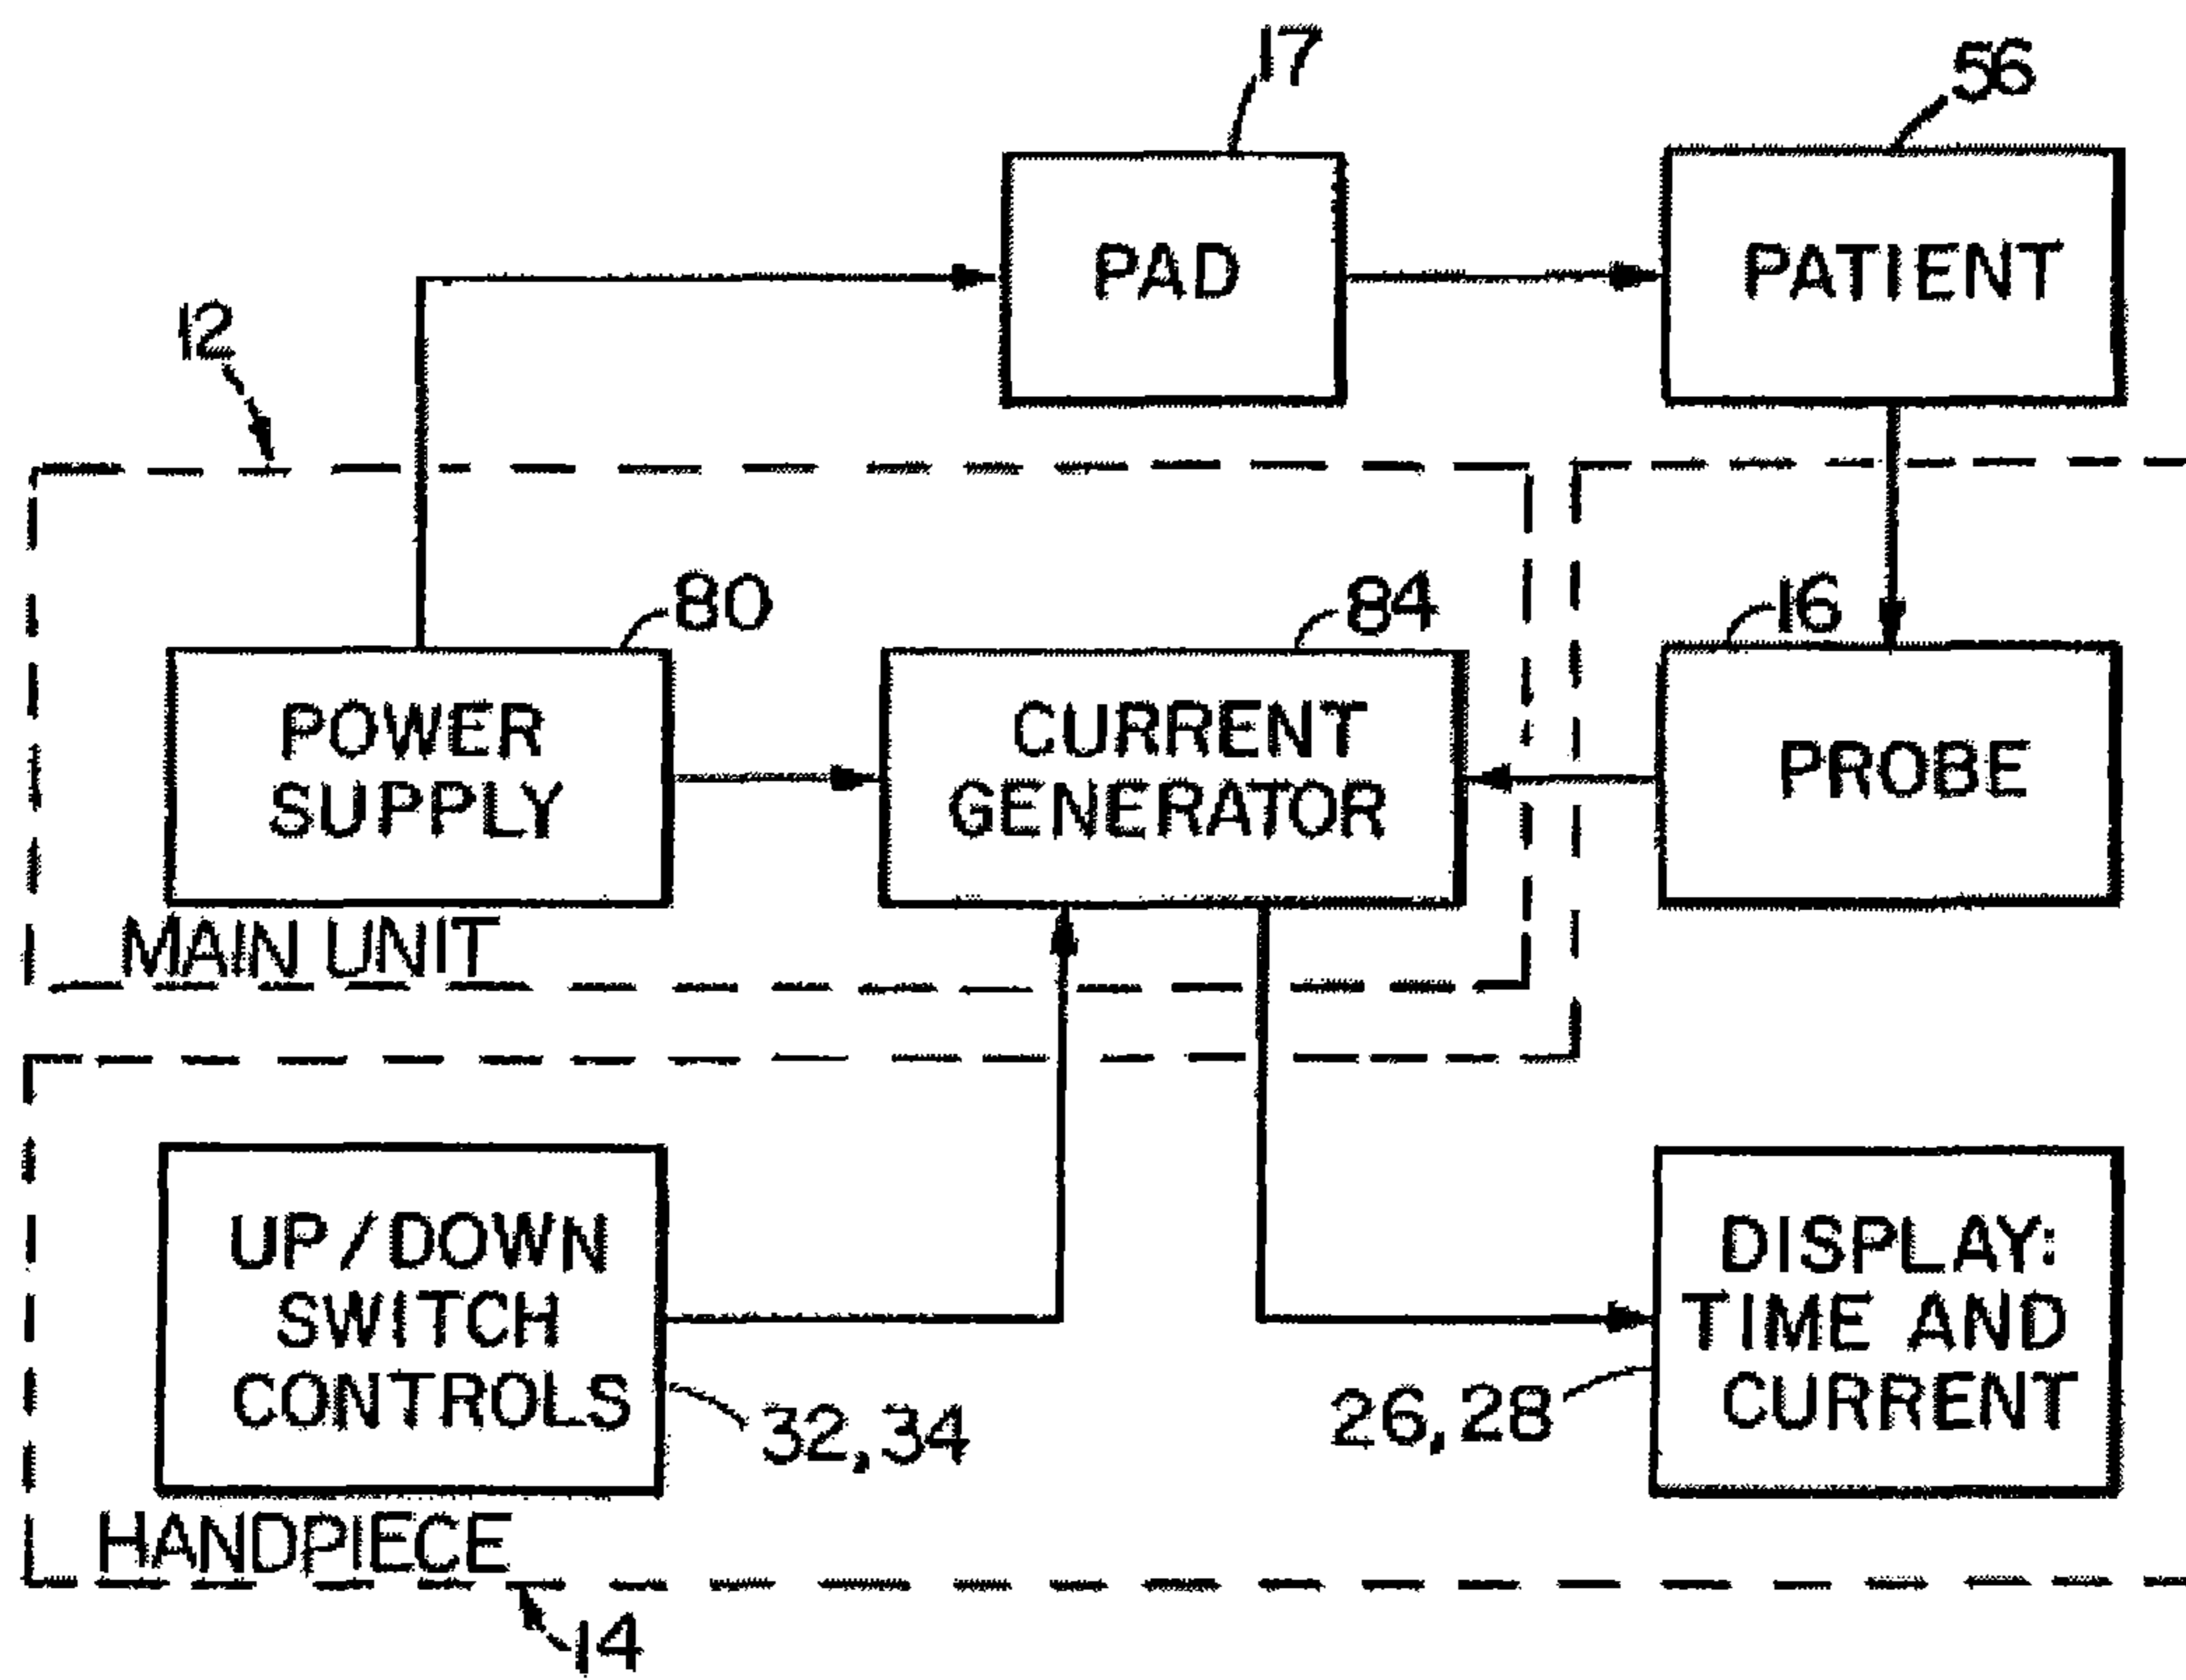 17
56
PAD
PATIENT
12
80
84
16
POWER
SUPPLY
CURRENT
GENERATOR
PROBE
MAIN UNIT
UP/DOWN
SWITCH
CONTROLS
32,34
DISPLAY:
TIME AND
CURRENT
26,28
HANDPIECE
14